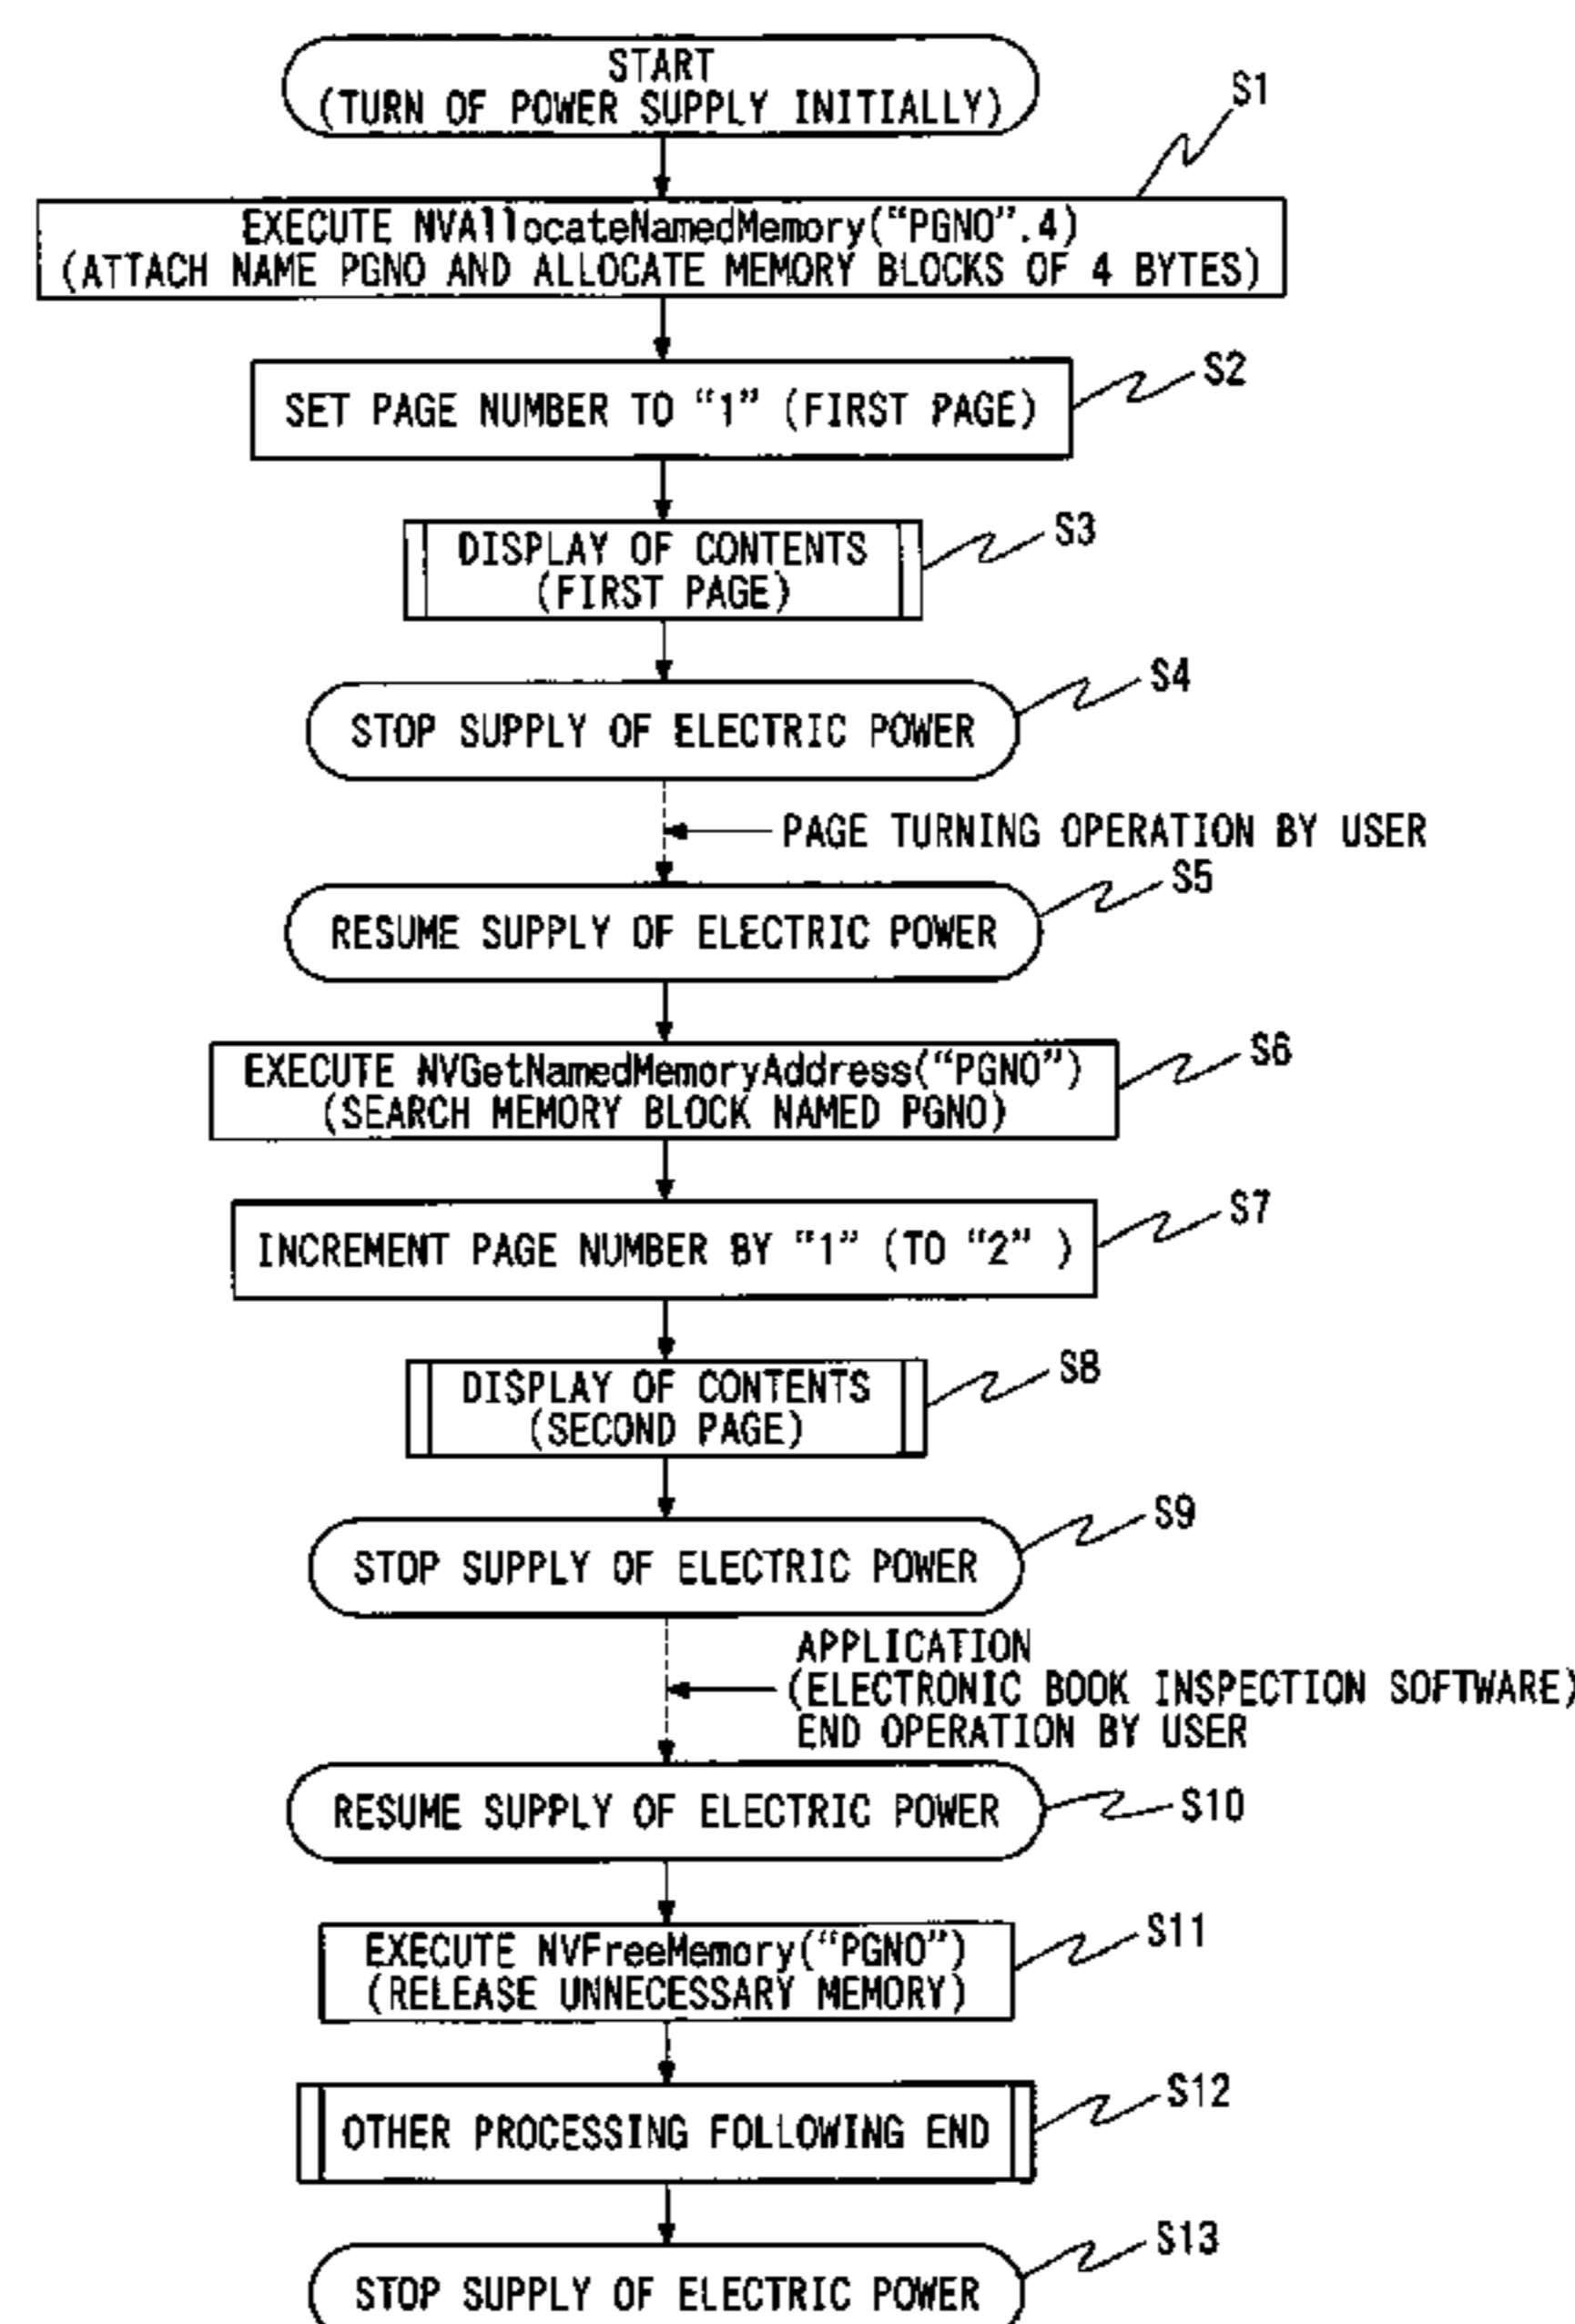 START
(TURN OF POWER SUPPLY INITIALLY)
S1
EXECUTE NVAllocateNamedMemory(“PGNO”.4)
(ATTACH NAME PGNO AND ALLOCATE MEMORY BLOCKS OF 4 BYTES)
S2
SET PAGE NUMBER TO “1” (FIRST PAGE)
S3
DISPLAY OF CONTENTS
(FIRST PAGE)
S4
STOP SUPPLY OF ELECTRIC POWER
PAGE TURNING OPERATION BY USER
S5
RESUME SUPPLY OF ELECTRIC POWER
S6
EXECUTE NVGetNamedMemoryAddress(“PGNO”)
(SEARCH MEMORY BLOCK NAMED PGNO)
S7
INCREMENT PAGE NUMBER BY “1” (TO “2” )
S8
DISPLAY OF CONTENTS
(SECOND PAGE)
S9
STOP SUPPLY OF ELECTRIC POWER
APPLICATION
(ELECTRONIC BOOK INSPECTION SOFTWARE)
END OPERATION BY USER
RESUME SUPPLY OF ELECTRIC POWER
S10
S11
EXECUTE NVFreeMemory(“PGNO”)
(RELEASE UNNECESSARY MEMORY)
S12
OTHER PROCESSING FOLLOWING END
S13
STOP SUPPLY OF ELECTRIC POWER